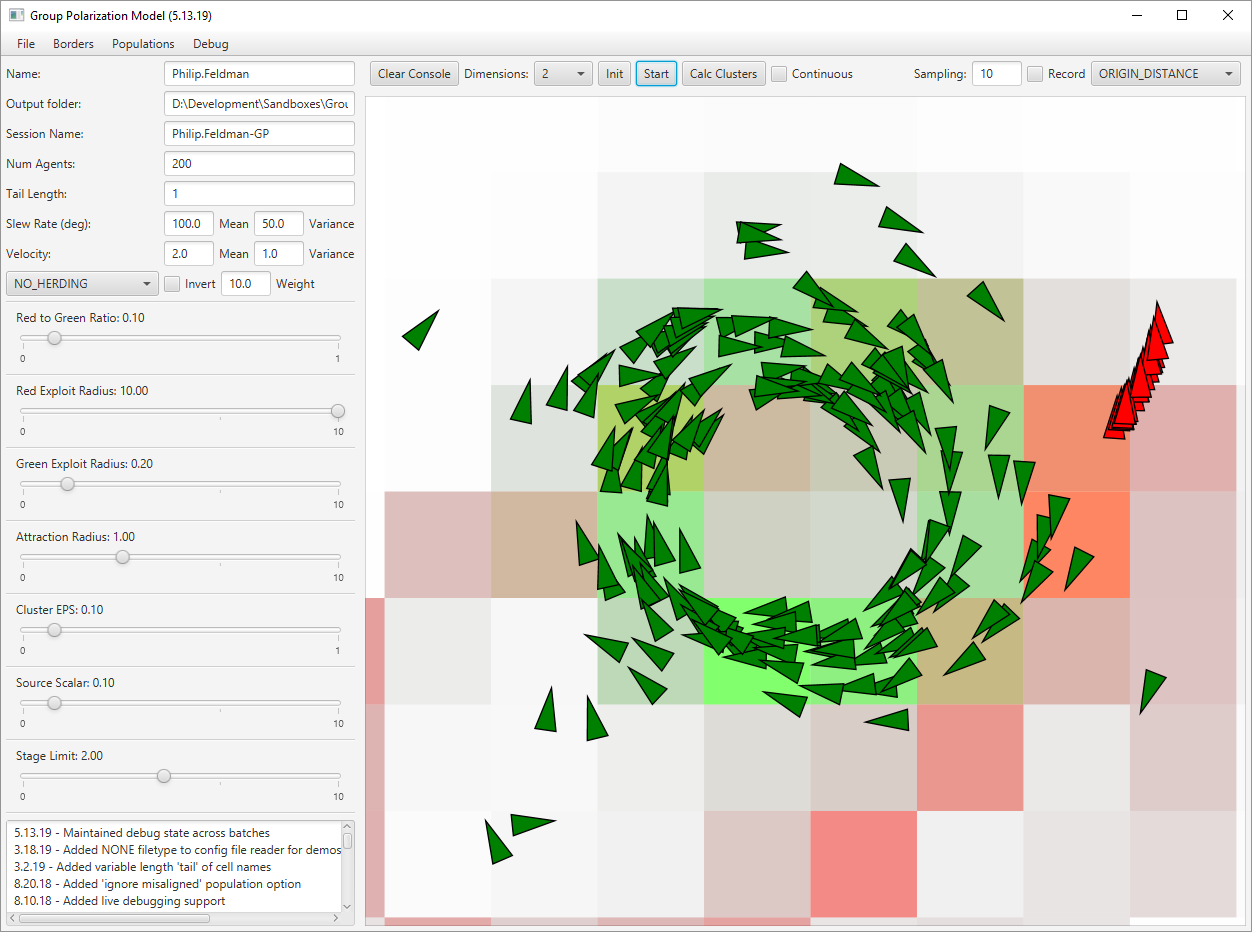 Group Polarization Model (5.13.19)
File Borders Populations Debug
Name: Philip.Feldman
Clear Console Dimensions: 2 Init Start Calc Clusters Continuous Sampling: 10 Record ORIGIN_DISTANCE
Output folder: D:\Development\Sandboxes\Grou
Session Name: Philip.Feldman-GP
Num Agents: 200
Tail Length: 1
Slew Rate (deg): 100.0 Mean 50.0 Variance
Velocity: 2.0 Mean 1.0 Variance
NO_HERDING Invert 10.0 Weight
Red to Green Ratio: 0.10
0 1
Red Exploit Radius: 10.00
0 10
Green Exploit Radius: 0.20
0 10
Attraction Radius: 1.00
0 10
Cluster EPS: 0.10
0 1
Source Scalar: 0.10
0 10
Stage Limit: 2.00
0 10
5.13.19 - Maintained debug state across batches
3.18.19 - Added NONE filetype to config file reader for demos
3.2.19 - Added variable length 'tail' of cell names
8.20.18 - Added 'ignore misaligned' population option
8.10.18 - Added live debugging support